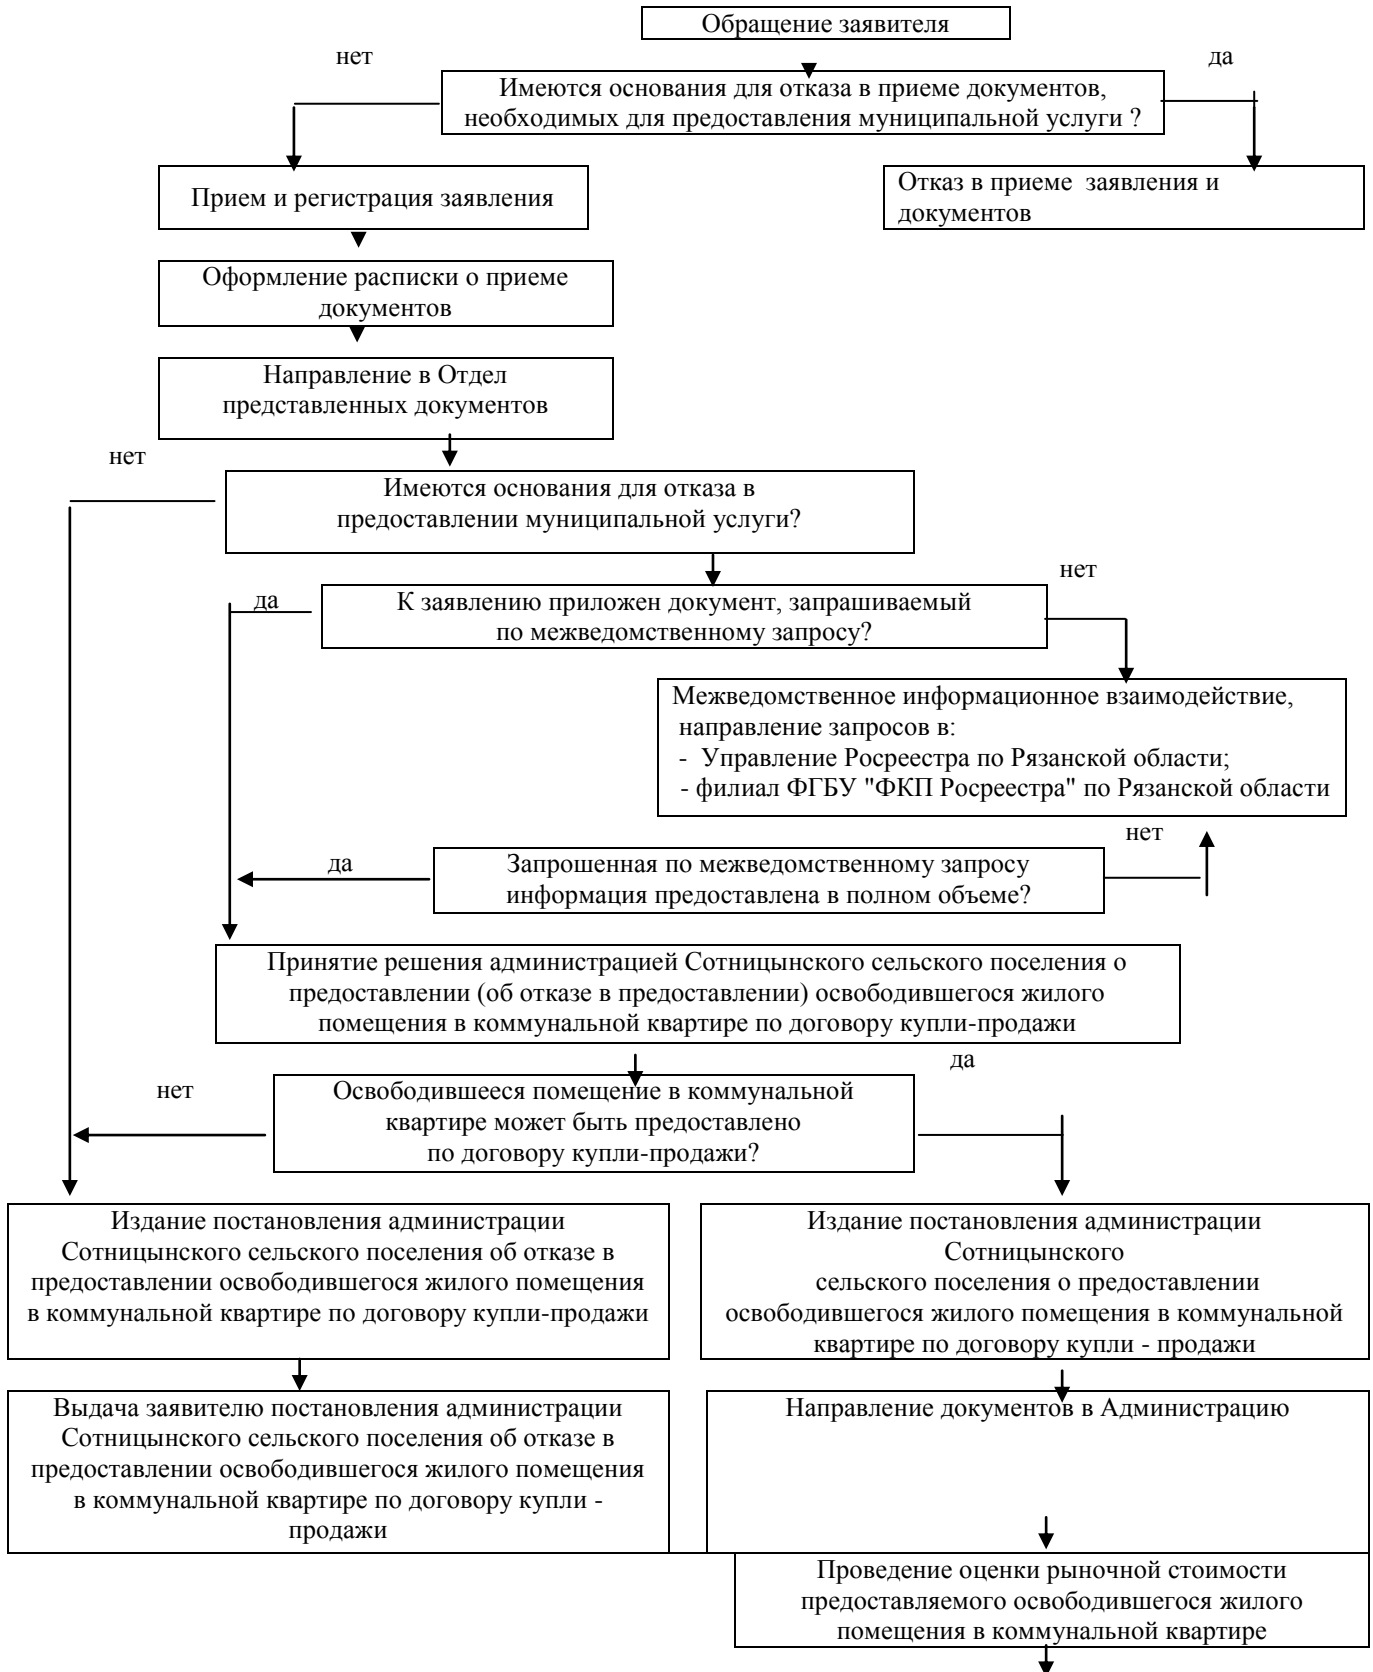 Обращение заявителя
нет
да
Имеются основания для отказа в приеме документов,
необходимых для предоставления муниципальной услуги ?
Прием и регистрация заявления
Отказ в приеме  заявления и
документов
Оформление расписки о приеме
документов
Направление в Отдел
представленных документов
нет
Имеются основания для отказа в
предоставлении муниципальной услуги?
нет
да
К заявлению приложен документ, запрашиваемый
по межведомственному запросу?
Межведомственное информационное взаимодействие,
направление запросов в:
-  Управление Росреестра по Рязанской области;
- филиал ФГБУ "ФКП Росреестра" по Рязанской области
нет
да
Запрошенная по межведомственному запросу
информация предоставлена в полном объеме?
Принятие решения администрацией Сотницынского сельского поселения о
предоставлении (об отказе в предоставлении) освободившегося жилого
помещения в коммунальной квартире по договору купли-продажи
да
нет
Освободившееся помещение в коммунальной
квартире может быть предоставлено
по договору купли-продажи?
Издание постановления администрации
Сотницынского сельского поселения об отказе в
предоставлении освободившегося жилого помещения
в коммунальной квартире по договору купли-продажи
Издание постановления администрации
Сотницынского
сельского поселения о предоставлении
освободившегося жилого помещения в коммунальной
квартире по договору купли - продажи
Выдача заявителю постановления администрации
Сотницынского сельского поселения об отказе в
предоставлении освободившегося жилого помещения
в коммунальной квартире по договору купли -
продажи
Направление документов в Администрацию
Проведение оценки рыночной стоимости
предоставляемого освободившегося жилого
помещения в коммунальной квартире